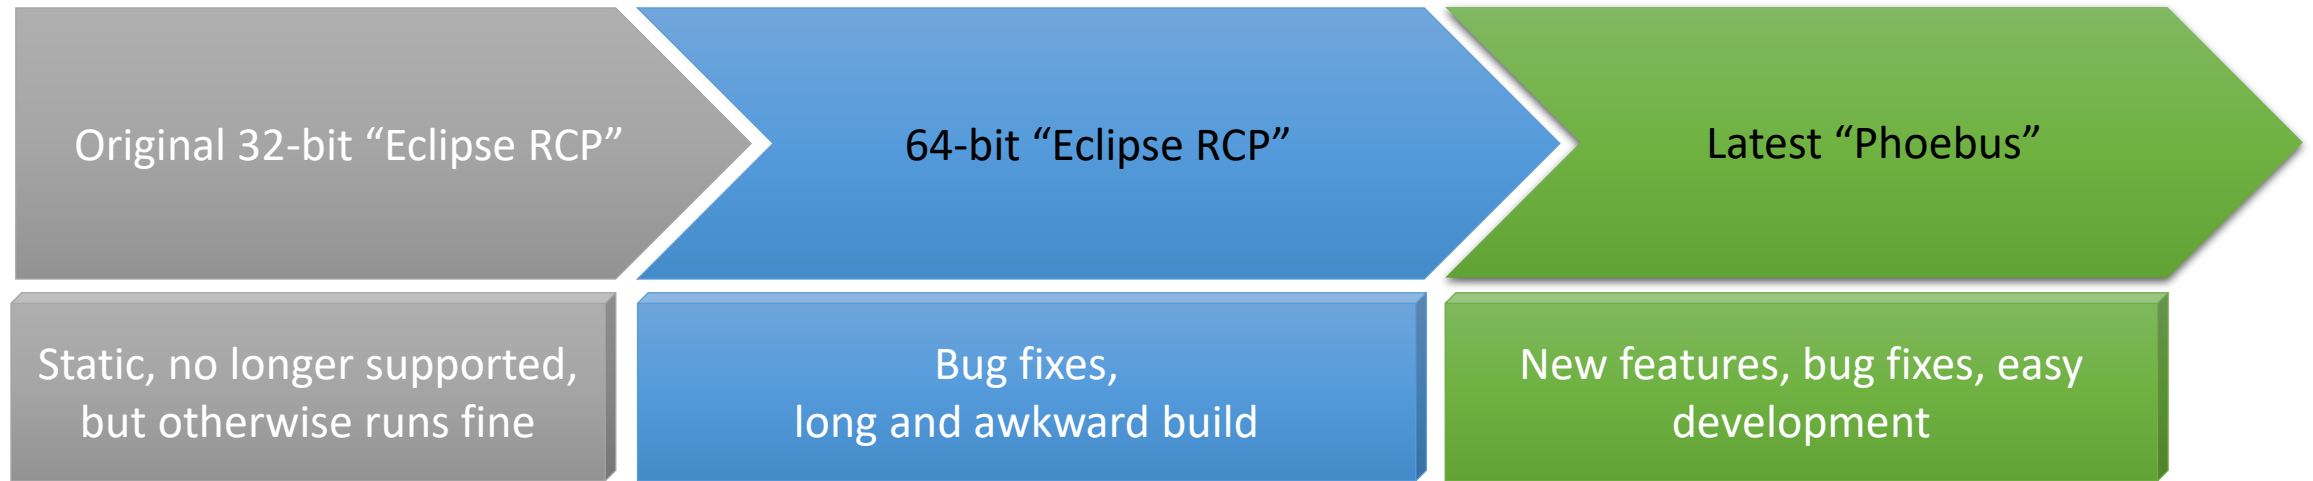 Original 32-bit “Eclipse RCP”
64-bit “Eclipse RCP”
Latest “Phoebus”
Static, no longer supported,
but otherwise runs fine
Bug fixes,
long and awkward build
New features, bug fixes, easy
development